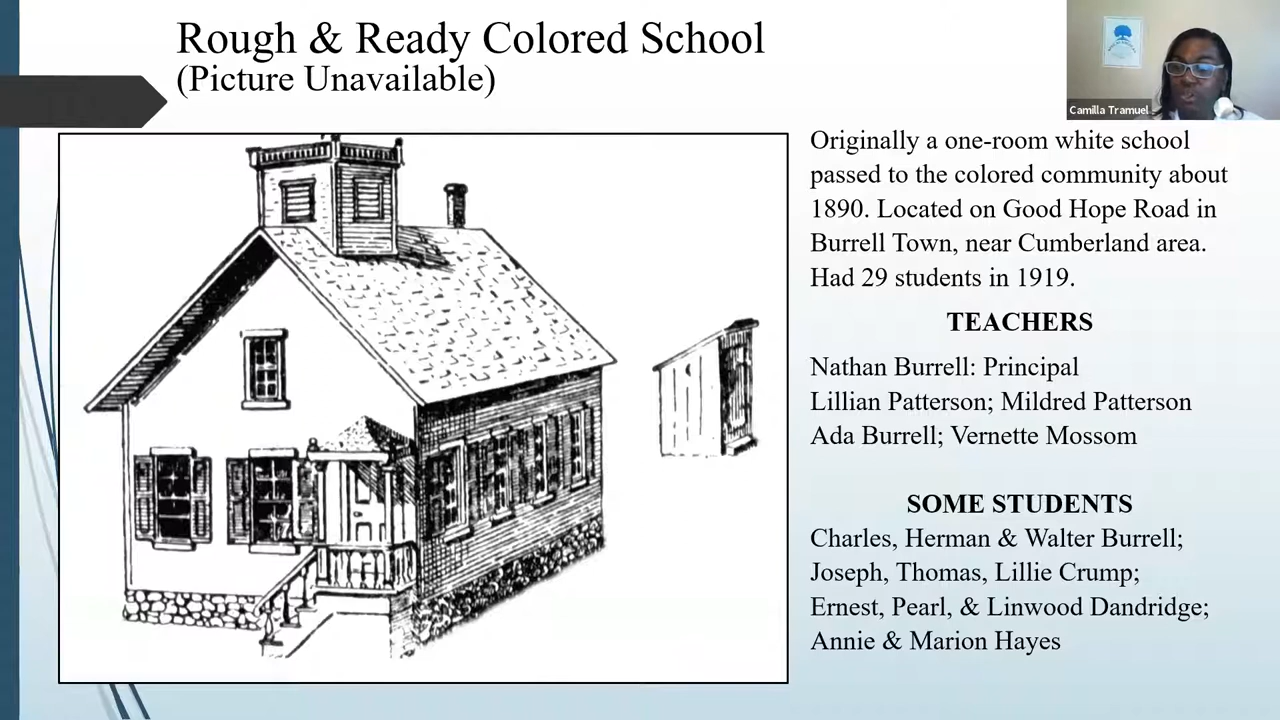 Rough & Ready Colored School
(Picture Unavailable)
Camilla Tramuel
Originally a one-room white school
passed to the colored community about
1890. Located on Good Hope Road in
Burrell Town, near Cumberland area.
Had 29 students in 1919.
TEACHERS
Nathan Burrell: Principal
Lillian Patterson; Mildred Patterson
Ada Burrell; Vernette Mossom
SOME STUDENTS
Charles, Herman & Walter Burrell;
Joseph, Thomas, Lillie Crump;
Ernest, Pearl, & Linwood Dandridge;
Annie & Marion Hayes